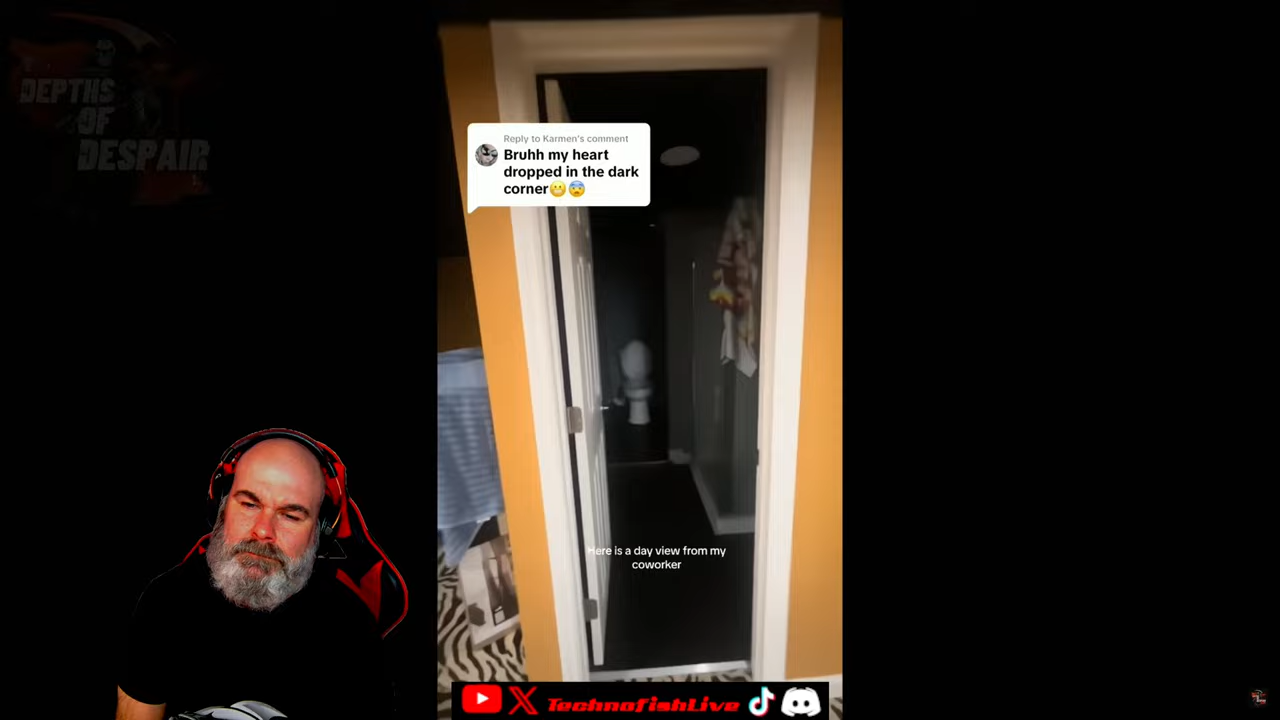 DEPTHS
OF
DESPAIR
Reply to Karmen's comment
Bruhh my heart
dropped in the dark
corner😬😨
Here is a day view from my
coworker
TechnofishLive